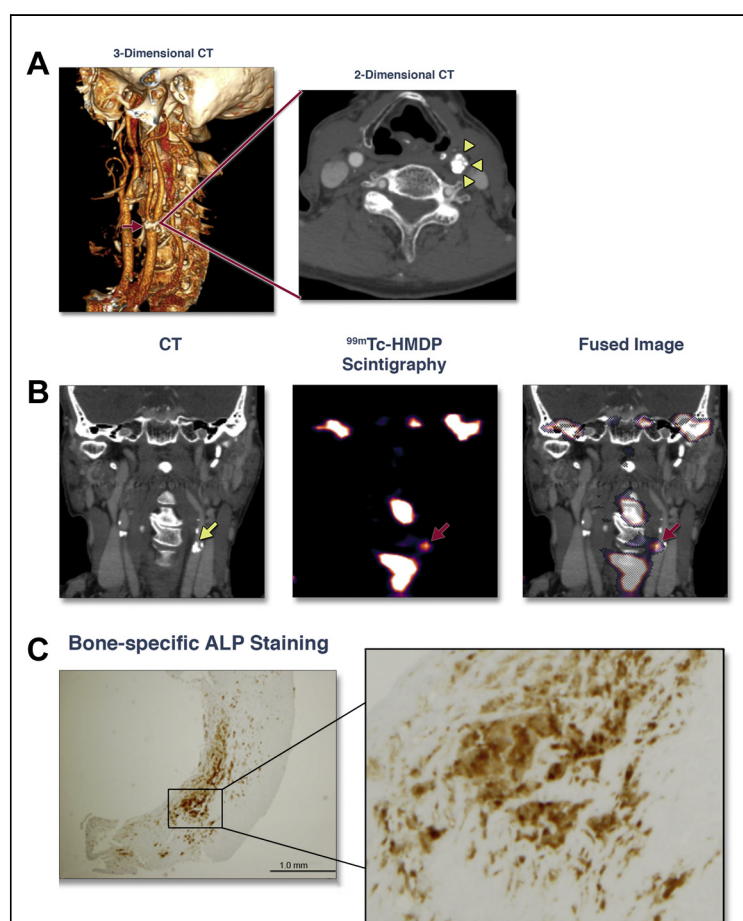 A
3-Dimensional CT
2-Dimensional CT
B
CT
99mTc-HMDP
Scintigraphy
Fused Image
C
Bone-specific ALP Staining
1.0 mm